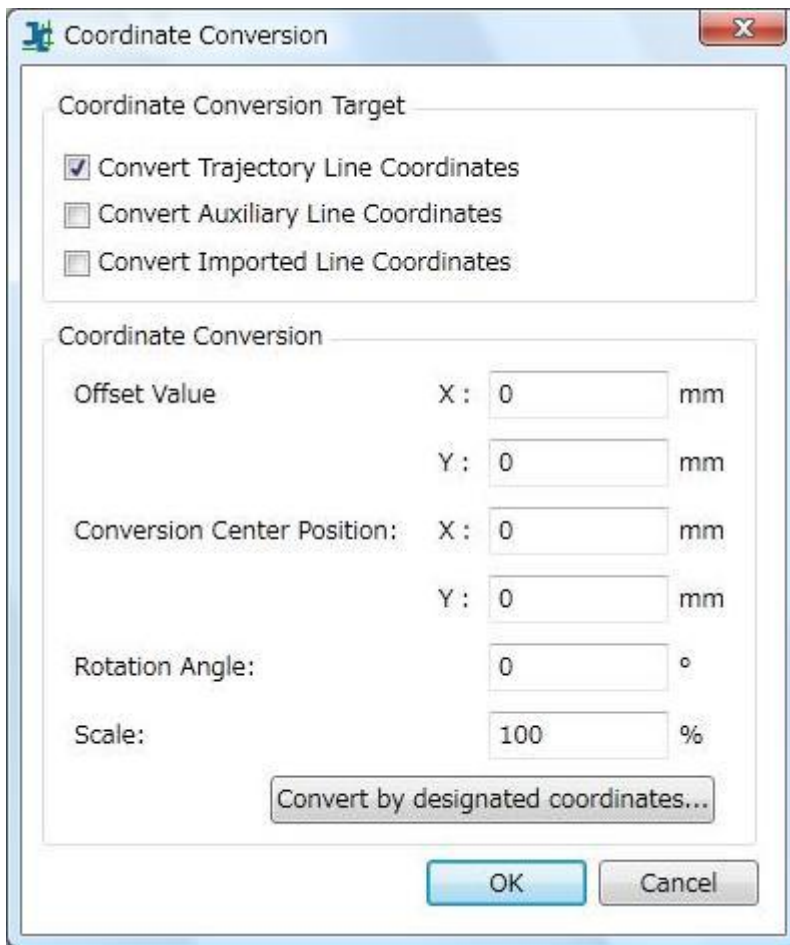 Coordinate Conversion
Coordinate Conversion Target
Convert Trajectory Line Coordinates
Convert Auxiliary Line Coordinates
Convert Imported Line Coordinates
Coordinate Conversion
Offset Value X : 0 mm
Y : 0 mm
Conversion Center Position: X : 0 mm
Y : 0 mm
Rotation Angle: 0 °
Scale: 100 %
Convert by designated coordinates...
OK Cancel